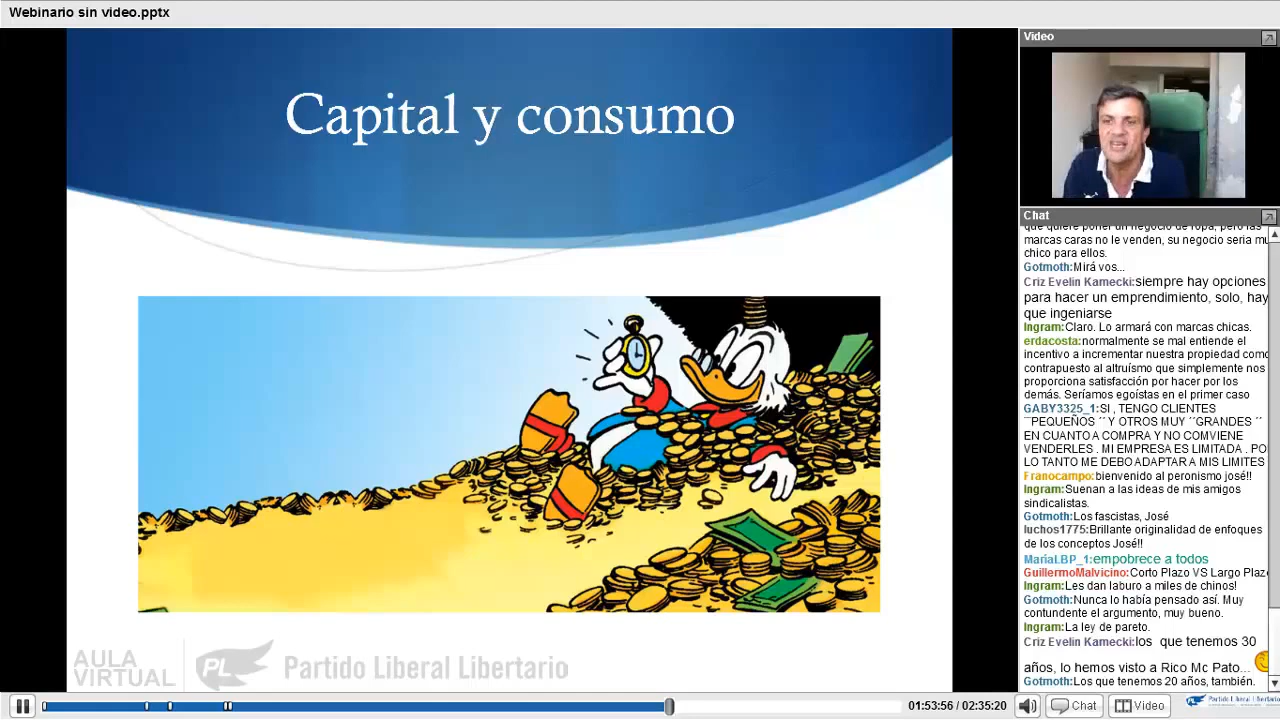 Webinario sin video.pptx
Capital y consumo
AULA
VIRTUAL
PL
Partido Liberal Libertario
Video
Chat
que quiere poner un negocio de ropa, pero las
marcas caras no le venden, su negocio seria mu
chico para ellos.
Gotmoth:Mirá vos...
Criz Evelin Kamecki:siempre hay opciones
para hacer un emprendimiento, solo, hay
que ingeniarse
Ingram:Claro. Lo armará con marcas chicas.
erdacosta:normalmente se mal entiende el
incentivo a incrementar nuestra propiedad como
contrapuesto al altruísmo que simplemente nos
proporciona satisfacción por hacer por los
demás. Seríamos egoístas en el primer caso
GABY3325_1:SI , TENGO CLIENTES
¨PEQUEÑOS ´´ Y OTROS MUY ´´GRANDES ´´
EN CUANTO A COMPRA Y NO COMVIENE
VENDERLES . MI EMPRESA ES LIMITADA . PO
LO TANTO ME DEBO ADAPTAR A MIS LIMITES
Franocampo:bienvenido al peronismo josé!!
Ingram:Suenan a las ideas de mis amigos
sindicalistas.
Gotmoth:Los fascistas, José
luchos1775:Brillante originalidad de enfoques
de los conceptos José!!
MaríaLBP_1:empobrece a todos
GuillermoMalvicino:Corto Plazo VS Largo Plazo
Ingram:Les dan laburo a miles de chinos!
Gotmoth:Nunca lo había pensado así. Muy
contundente el argumento, muy bueno.
Ingram:La ley de pareto.
Criz Evelin Kamecki:los que tenemos 30
años, lo hemos visto a Rico Mc Pato...
Gotmoth:Los que tenemos 20 años, también.
01:53:56 / 02:35:20
Chat
Video
Partido Liberal